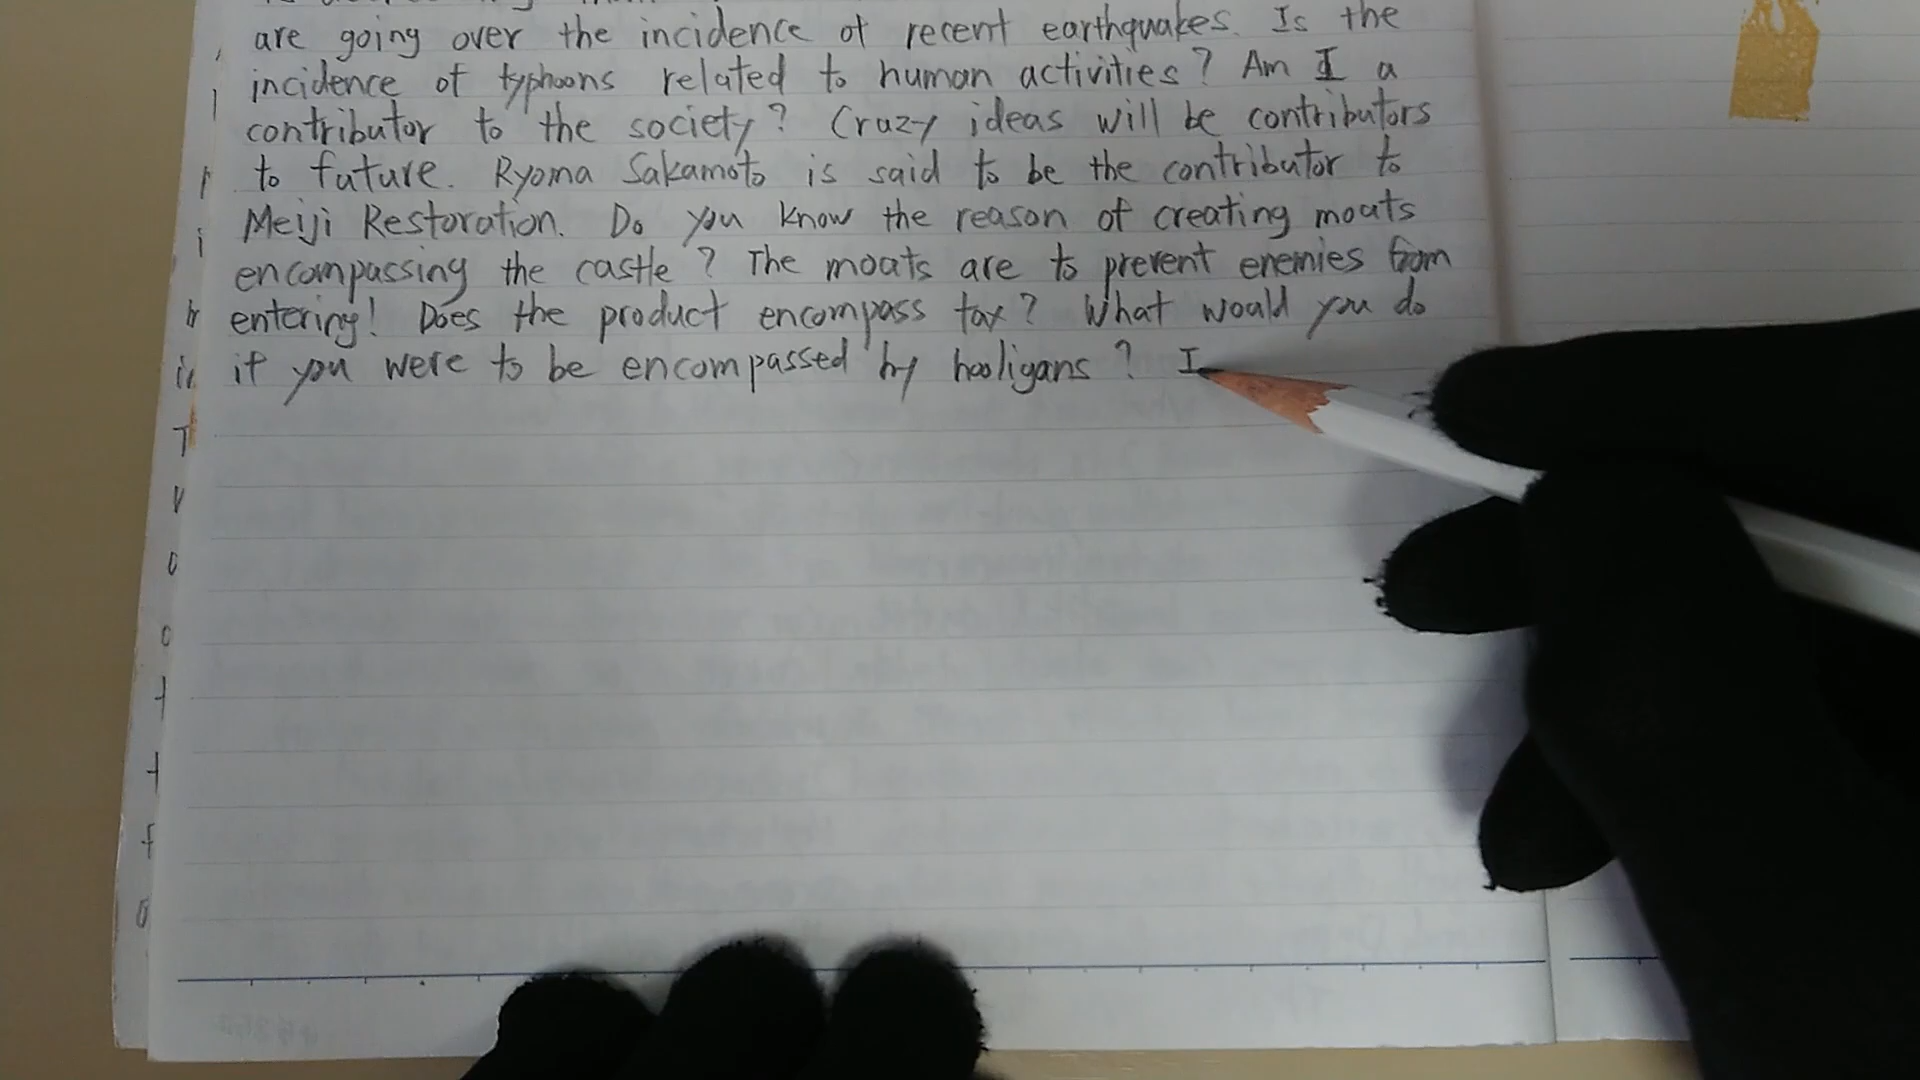 are going over the incidence of recent earthquakes. Is the
incidence of typhoons related to human activities? Am I a
contributor to the society? Crazy ideas will be contributors
to future. Ryoma Sakamoto is said to be the contributor to
Meiji Restoration. Do you know the reason of creating moats
encompassing the castle? The moats are to prevent enemies from
entering! Does the product encompass tax? What would you do
if you were to be encompassed by hooligans? I